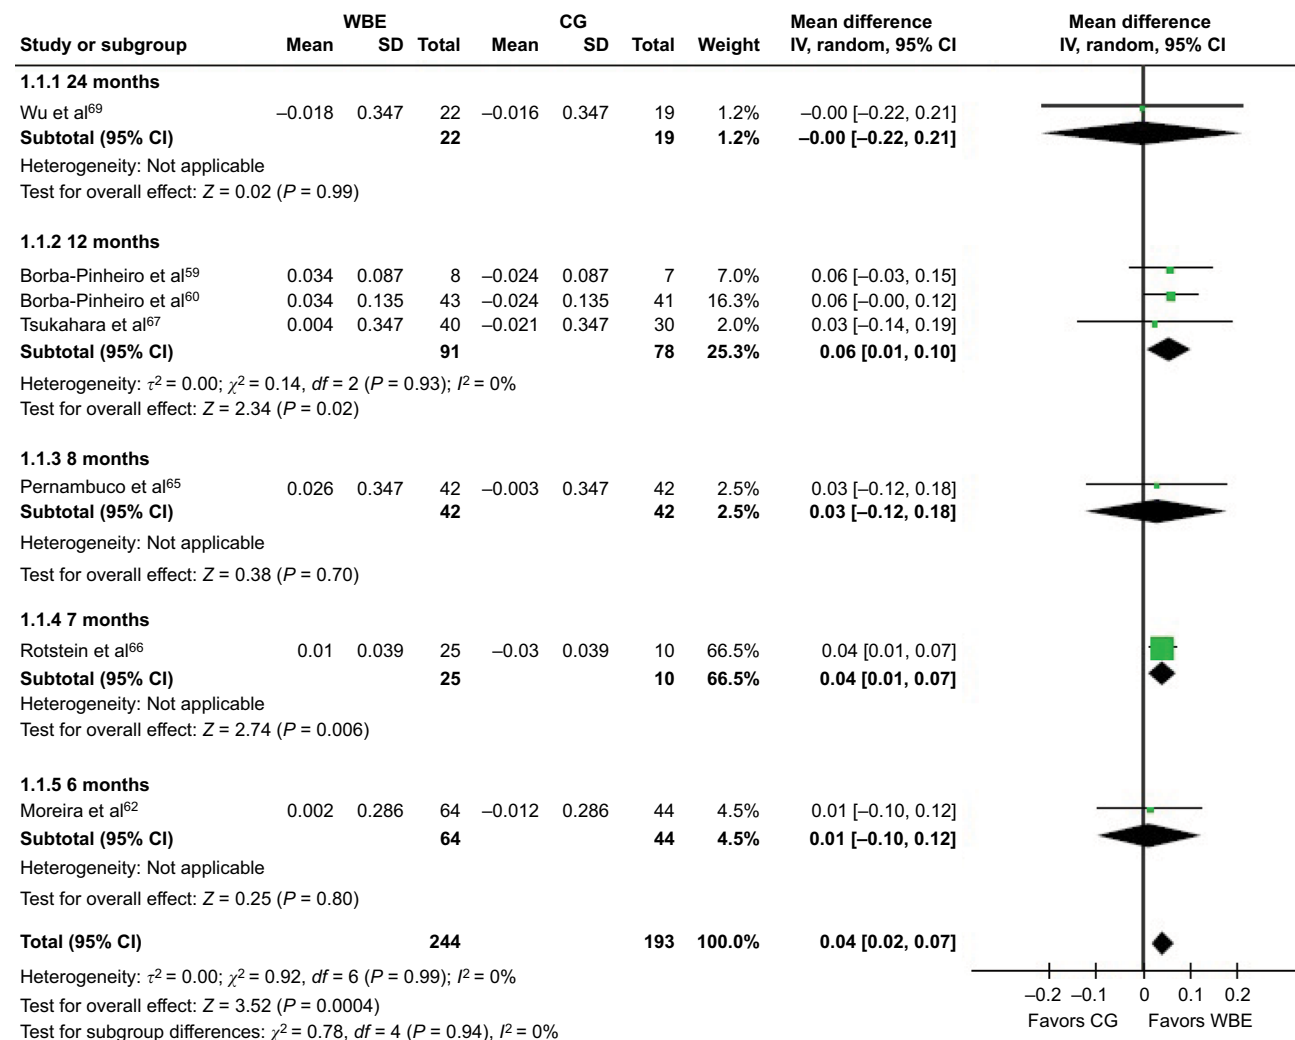 WBE CG Mean difference Mean difference
Study or subgroup Mean SD Total Mean SD Total Weight IV, random, 95% CI IV, random, 95% CI
1.1.1 24 months
Wu et al69 –0.018 0.347 22 –0.016 0.347 19 1.2% –0.00 [–0.22, 0.21]
Subtotal (95% CI) 22 19 1.2% –0.00 [–0.22, 0.21]
Heterogeneity: Not applicable
Test for overall effect: Z = 0.02 (P = 0.99)
1.1.2 12 months
Borba-Pinheiro et al59 0.034 0.087 8 –0.024 0.087 7 7.0% 0.06 [–0.03, 0.15]
Borba-Pinheiro et al60 0.034 0.135 43 –0.024 0.135 41 16.3% 0.06 [–0.00, 0.12]
Tsukahara et al67 0.004 0.347 40 –0.021 0.347 30 2.0% 0.03 [–0.14, 0.19]
Subtotal (95% CI) 91 78 25.3% 0.06 [0.01, 0.10]
Heterogeneity: τ2 = 0.00; χ2 = 0.14, df = 2 (P = 0.93); I2 = 0%
Test for overall effect: Z = 2.34 (P = 0.02)
1.1.3 8 months
Pernambuco et al65 0.026 0.347 42 –0.003 0.347 42 2.5% 0.03 [–0.12, 0.18]
Subtotal (95% CI) 42 42 2.5% 0.03 [–0.12, 0.18]
Heterogeneity: Not applicable
Test for overall effect: Z = 0.38 (P = 0.70)
1.1.4 7 months
Rotstein et al66 0.01 0.039 25 –0.03 0.039 10 66.5% 0.04 [0.01, 0.07]
Subtotal (95% CI) 25 10 66.5% 0.04 [0.01, 0.07]
Heterogeneity: Not applicable
Test for overall effect: Z = 2.74 (P = 0.006)
1.1.5 6 months
Moreira et al62 0.002 0.286 64 –0.012 0.286 44 4.5% 0.01 [–0.10, 0.12]
Subtotal (95% CI) 64 44 4.5% 0.01 [–0.10, 0.12]
Heterogeneity: Not applicable
Test for overall effect: Z = 0.25 (P = 0.80)
Total (95% CI) 244 193 100.0% 0.04 [0.02, 0.07]
Heterogeneity: τ2 = 0.00; χ2 = 0.92, df = 6 (P = 0.99); I2 = 0%
Test for overall effect: Z = 3.52 (P = 0.0004)
Test for subgroup differences: χ2 = 0.78, df = 4 (P = 0.94), I2 = 0%
–0.2 –0.1 0 0.1 0.2
Favors CG Favors WBE